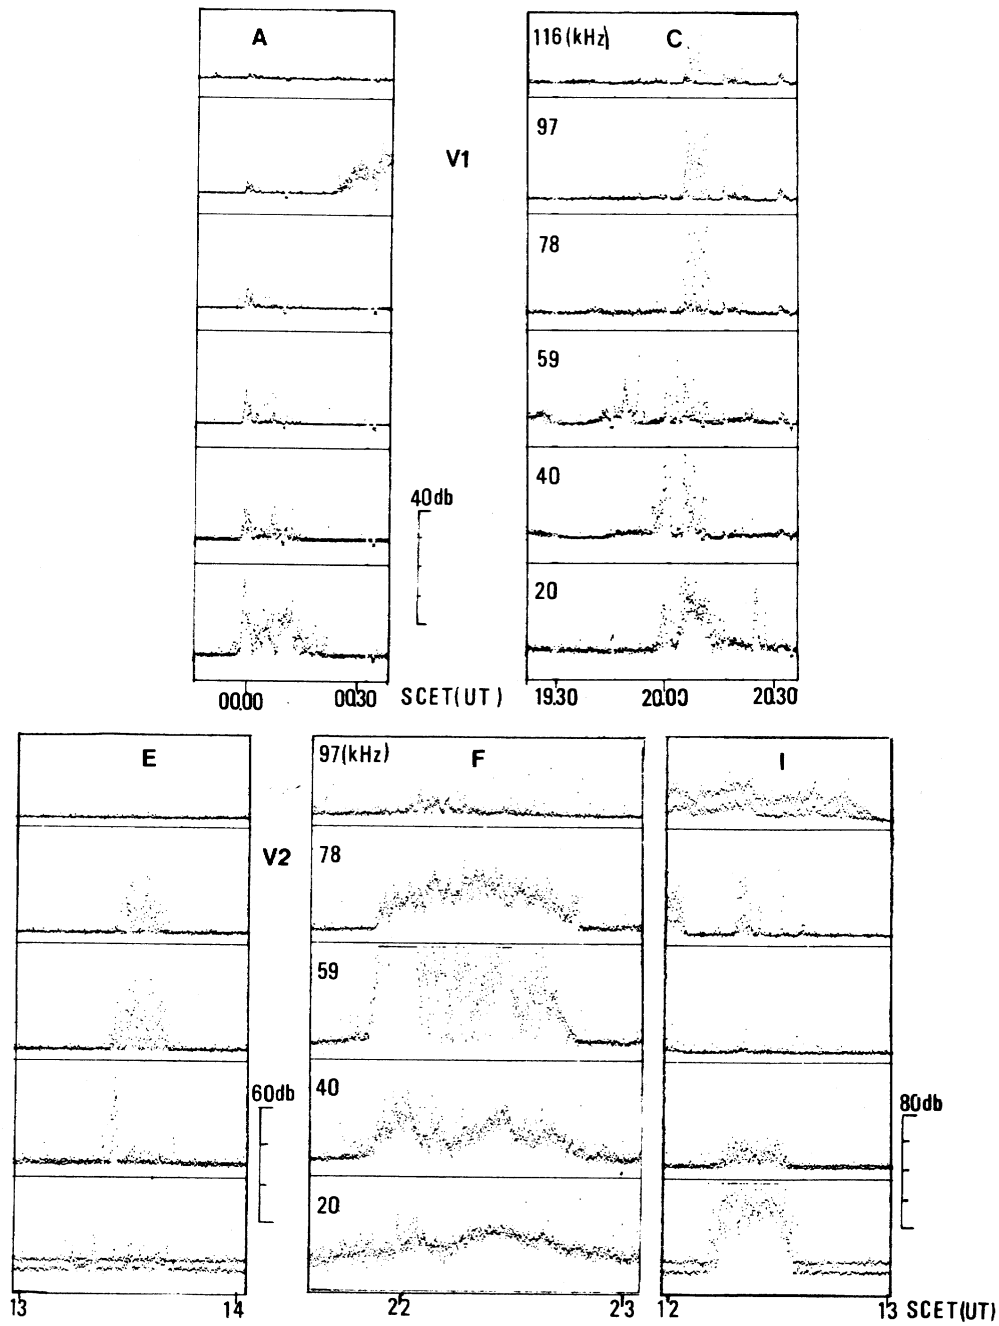 A
116 (kHz) C
97
V1
78
59
40
40db
20
00.00 00.30 SCET(UT) 19.30 20.00 20.30
E 97(kHz) F I
V2 78
59
60db 40 80db
20
13 14 22 23 12 13 SCET(UT)